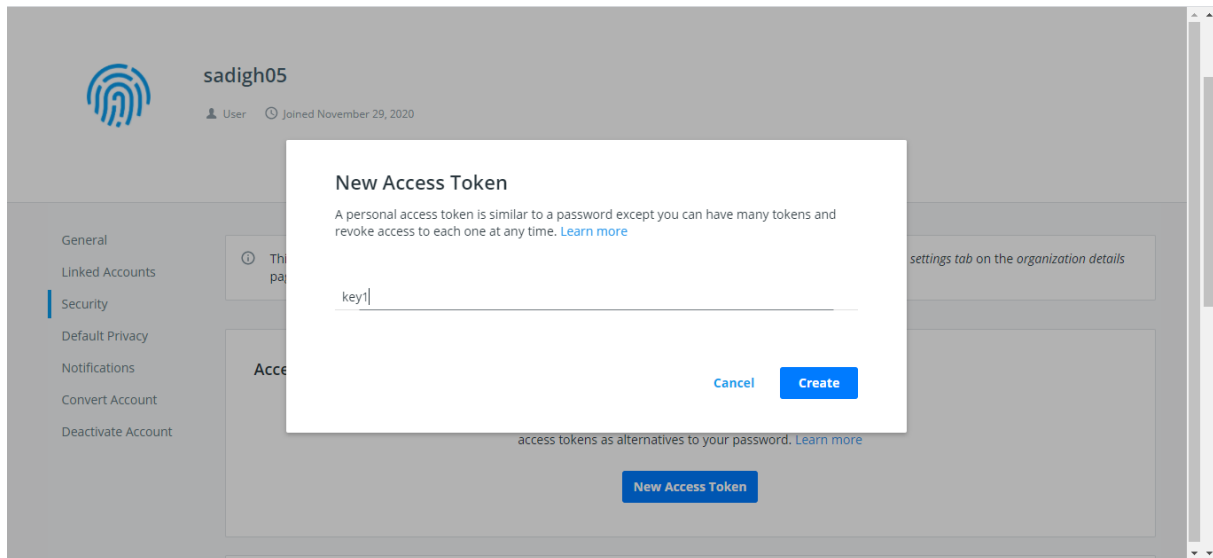 sadigh05
User Joined November 29, 2020
New Access Token
A personal access token is similar to a password except you can have many tokens and
revoke access to each one at any time. Learn more
key1
Cancel Create
General
Linked Accounts
Security
Default Privacy
Notifications
Convert Account
Deactivate Account
settings tab on the organization details
access tokens as alternatives to your password. Learn more
New Access Token